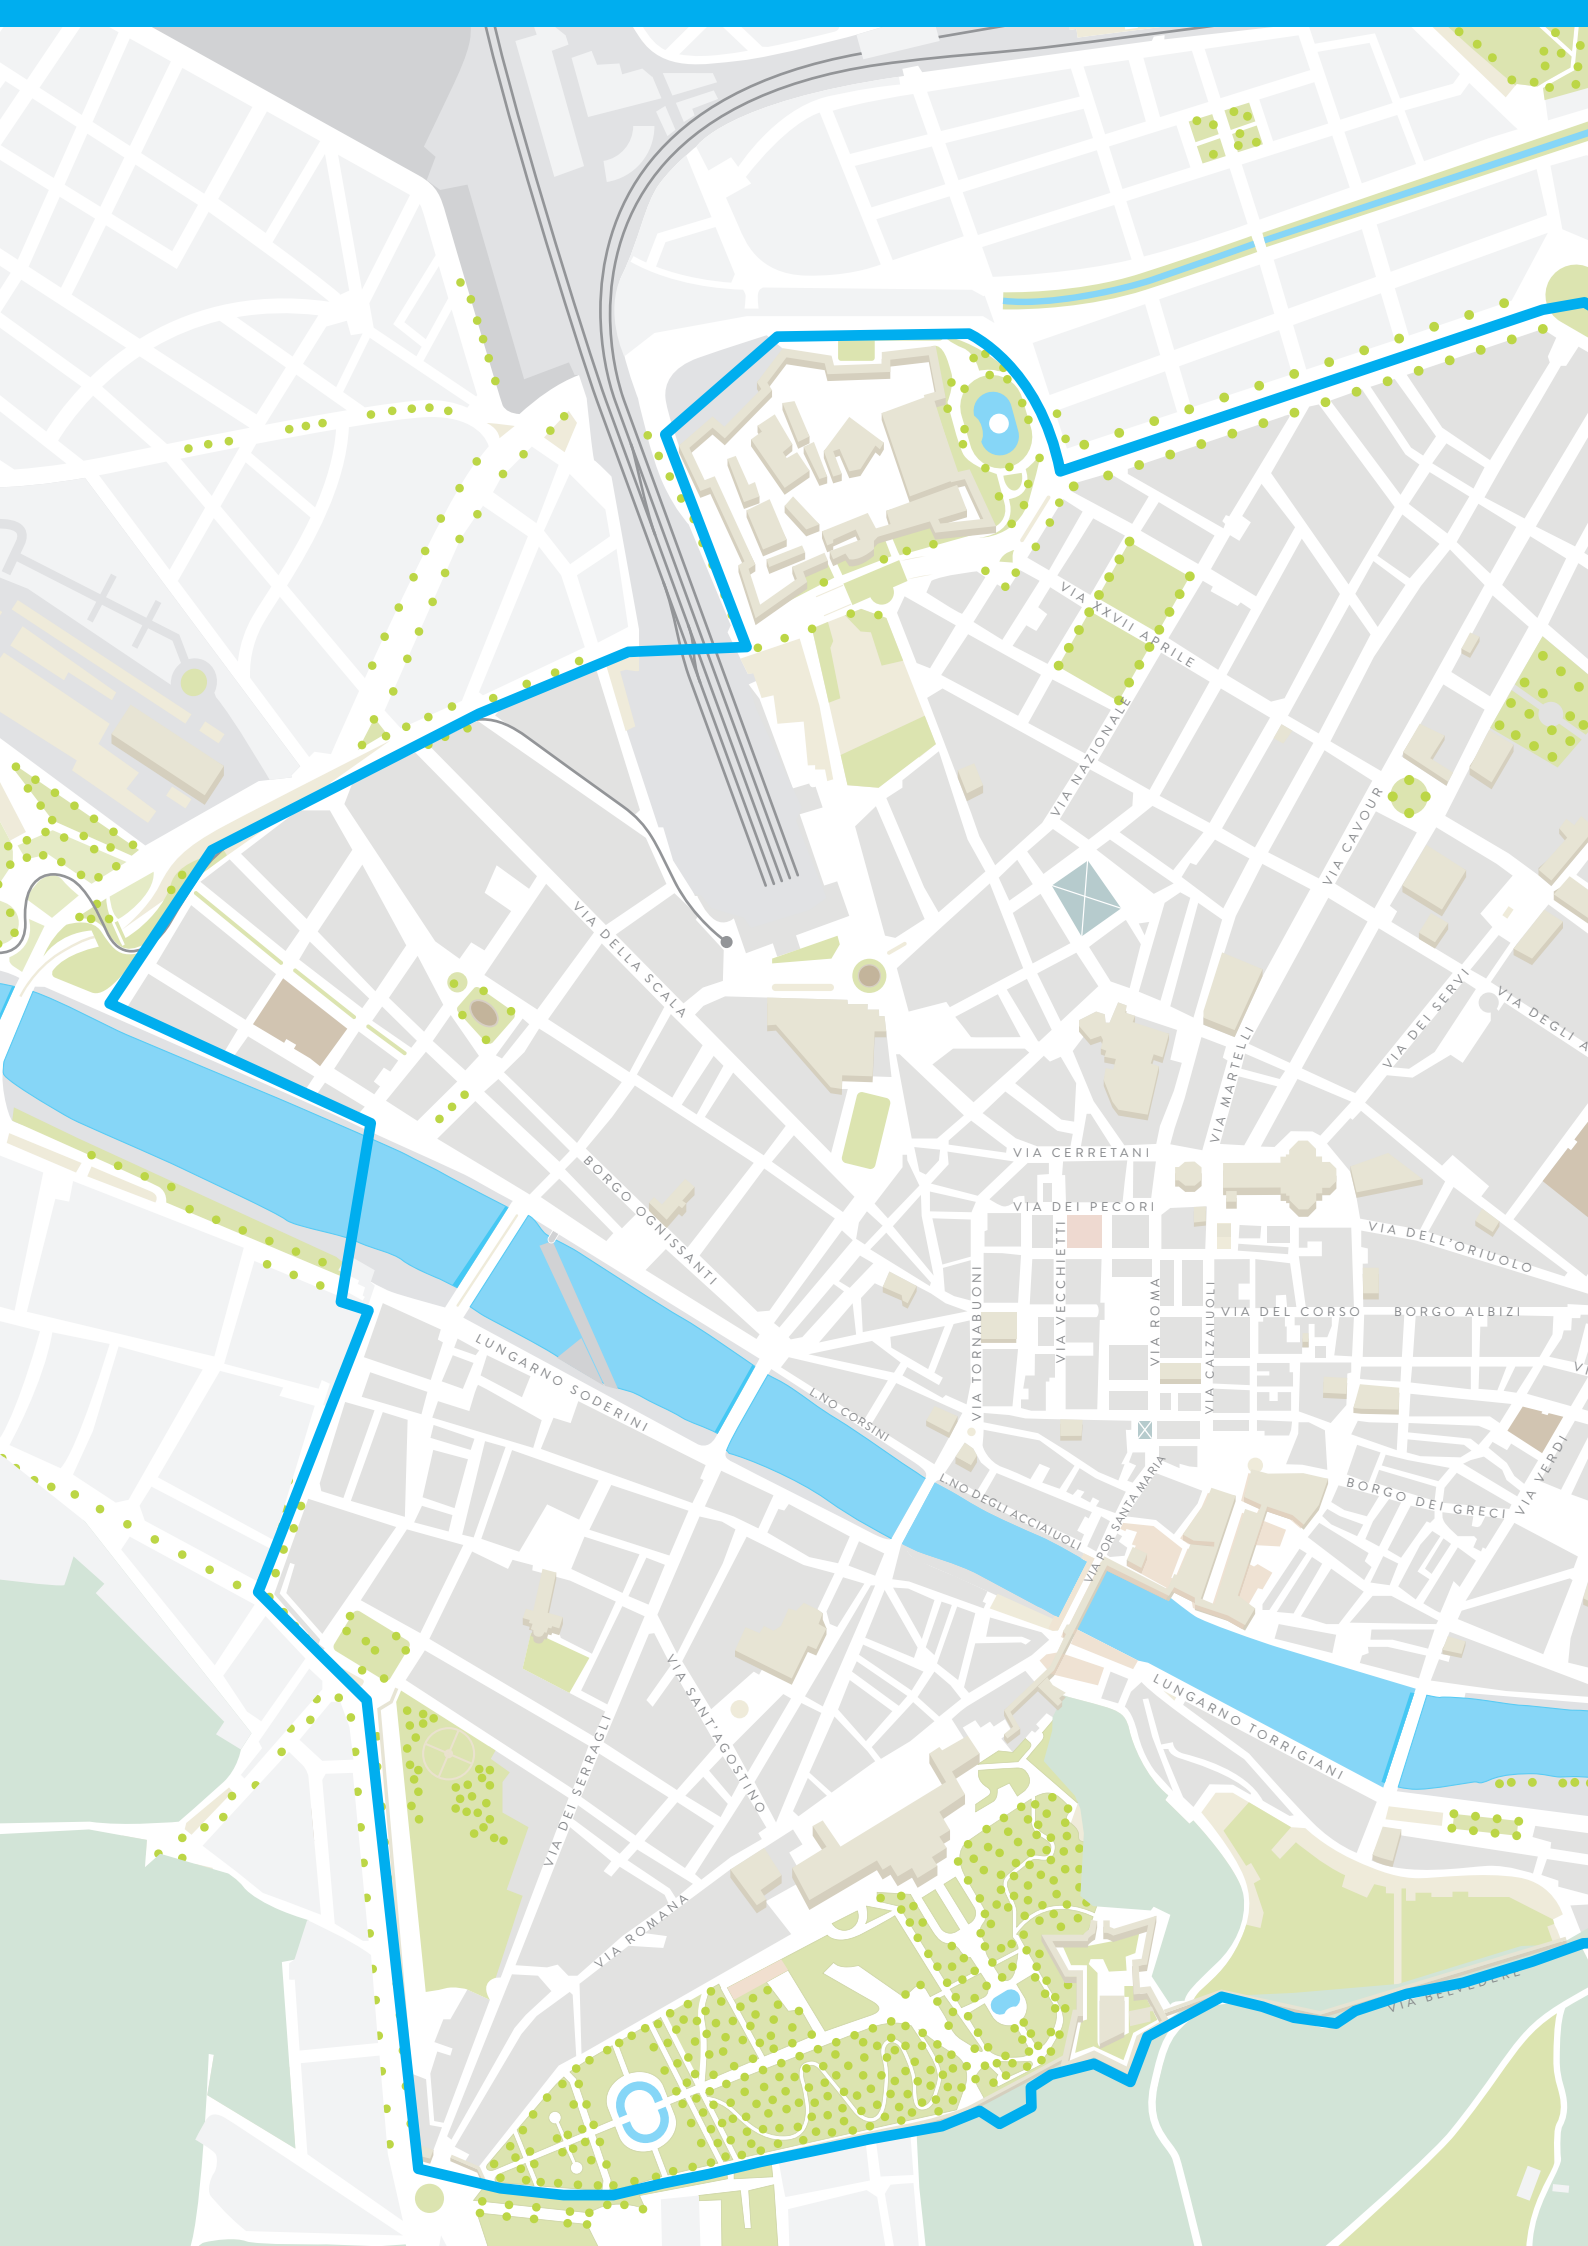 VIA XXVII APRILE
VIA NAZIONALE
VIA CAVOUR
VIA DELLA SCALA
VIA DEI SERVI
VIA DEGLI A
VIA MARTELLI
VIA CERRETANI
BORGO OGNISSANTI
VIA DEI PECORI
VIA DELL'ORIUOLO
VIA TORNABUONI
VIA VECCHIETTI
VIA ROMA
VIA CALZAIUOLI
VIA DEL CORSO
BORGO ALBIZI
LUNGARNO SODERINI
L.NO CORSINI
VI
L.NO DEGLI ACCIAIUOLI
VIA POR SANTA MARIA
BORGO DEI GRECI
VIA VERDI
VIA SANT'AGOSTINO
LUNGARNO TORRIGIANI
VIA DEI SERRAGLI
VIA ROMANA
VIA BELVEDERE